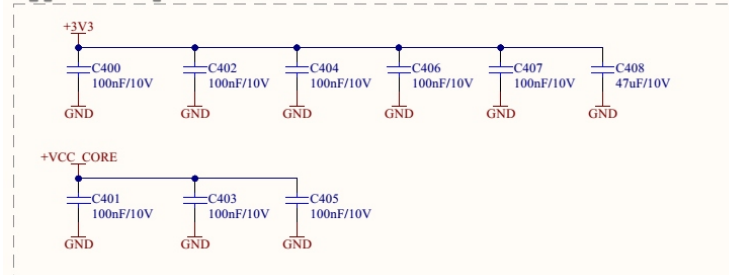 +3V3
C400 C402 C404 C406 C407 C408
100nF/10V 100nF/10V 100nF/10V 100nF/10V 100nF/10V 47uF/10V
GND GND GND GND GND GND
+VCC_CORE
C401 C403 C405
100nF/10V 100nF/10V 100nF/10V
GND GND GND